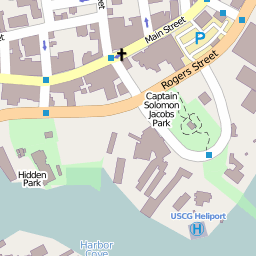 Main Street
P
Rogers Street
Captain
Solomon
Jacobs
Park
Hidden
Park
USCG Heliport
H
Harbor
Cove